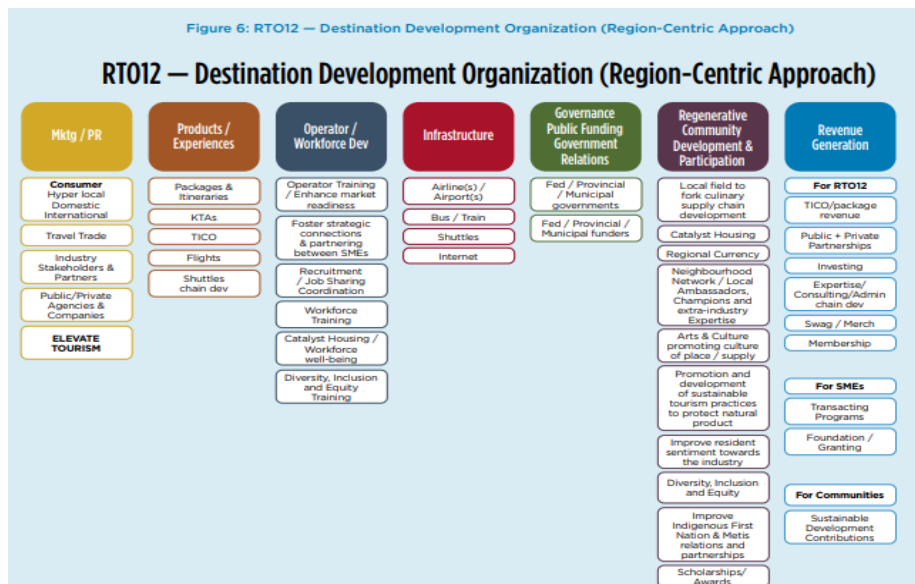 Figure 6: RTO12 — Destination Development Organization (Region-Centric Approach)
RTO12 — Destination Development Organization (Region-Centric Approach)
Mktg / PR
Consumer
Hyper local
Domestic
International
Travel Trade
Industry
Stakeholders &
Partners
Public/Private
Agencies &
Companies
ELEVATE
TOURISM
Products /
Experiences
Packages &
Itineraries
KTAs
TICO
Flights
Shuttles
chain dev
Operator /
Workforce Dev
Operator Training
/ Enhance market
readiness
Foster strategic
connections
& partnering
between SMEs
Recruitment
/ Job Sharing
Coordination
Workforce
Training
Catalyst Housing /
Workforce
well-being
Diversity, Inclusion
and Equity
Training
Infrastructure
Airline(s) /
Airport(s)
Bus / Train
Shuttles
Internet
Governance
Public Funding
Government
Relations
Fed / Provincial
/ Municipal
governments
Fed / Provincial /
Municipal funders
Regenerative
Community
Development &
Participation
Local field to
fork culinary
supply chain
development
Catalyst Housing
Regional Currency
Neighbourhood
Network / Local
Ambassadors,
Champions and
extra-industry
Expertise
Arts & Culture
promoting culture
of place / supply
Promotion and
development
of sustainable
tourism practices
to protect natural
product
Improve resident
sentiment towards
the industry
Diversity, Inclusion
and Equity
Improve
Indigenous First
Nation & Metis
relations and
partnerships
Scholarships/
Awards
Revenue
Generation
For RTO12
TICO/package
revenue
Public + Private
Partnerships
Investing
Expertise/
Consulting/Admin
chain dev
Swag / Merch
Membership
For SMEs
Transacting
Programs
Foundation /
Granting
For Communities
Sustainable
Development
Contributions